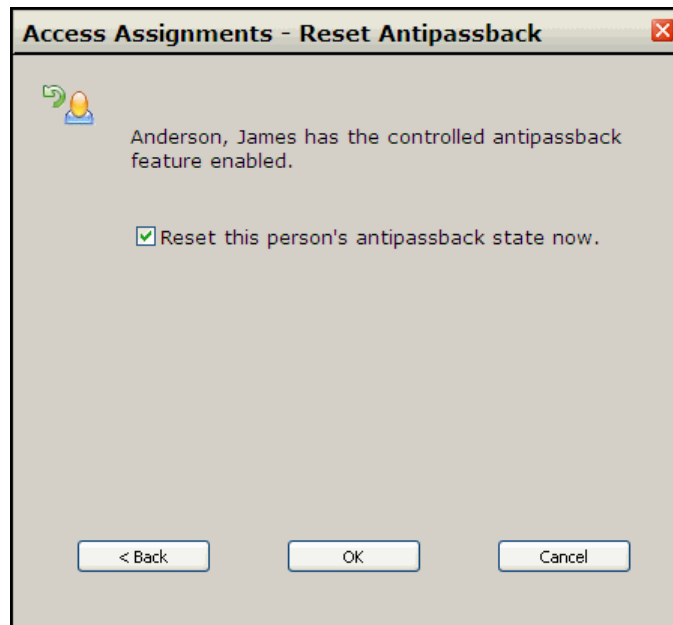 Access Assignments - Reset Antipassback
Anderson, James has the controlled antipassback
feature enabled.
Reset this person's antipassback state now.
< Back
OK
Cancel